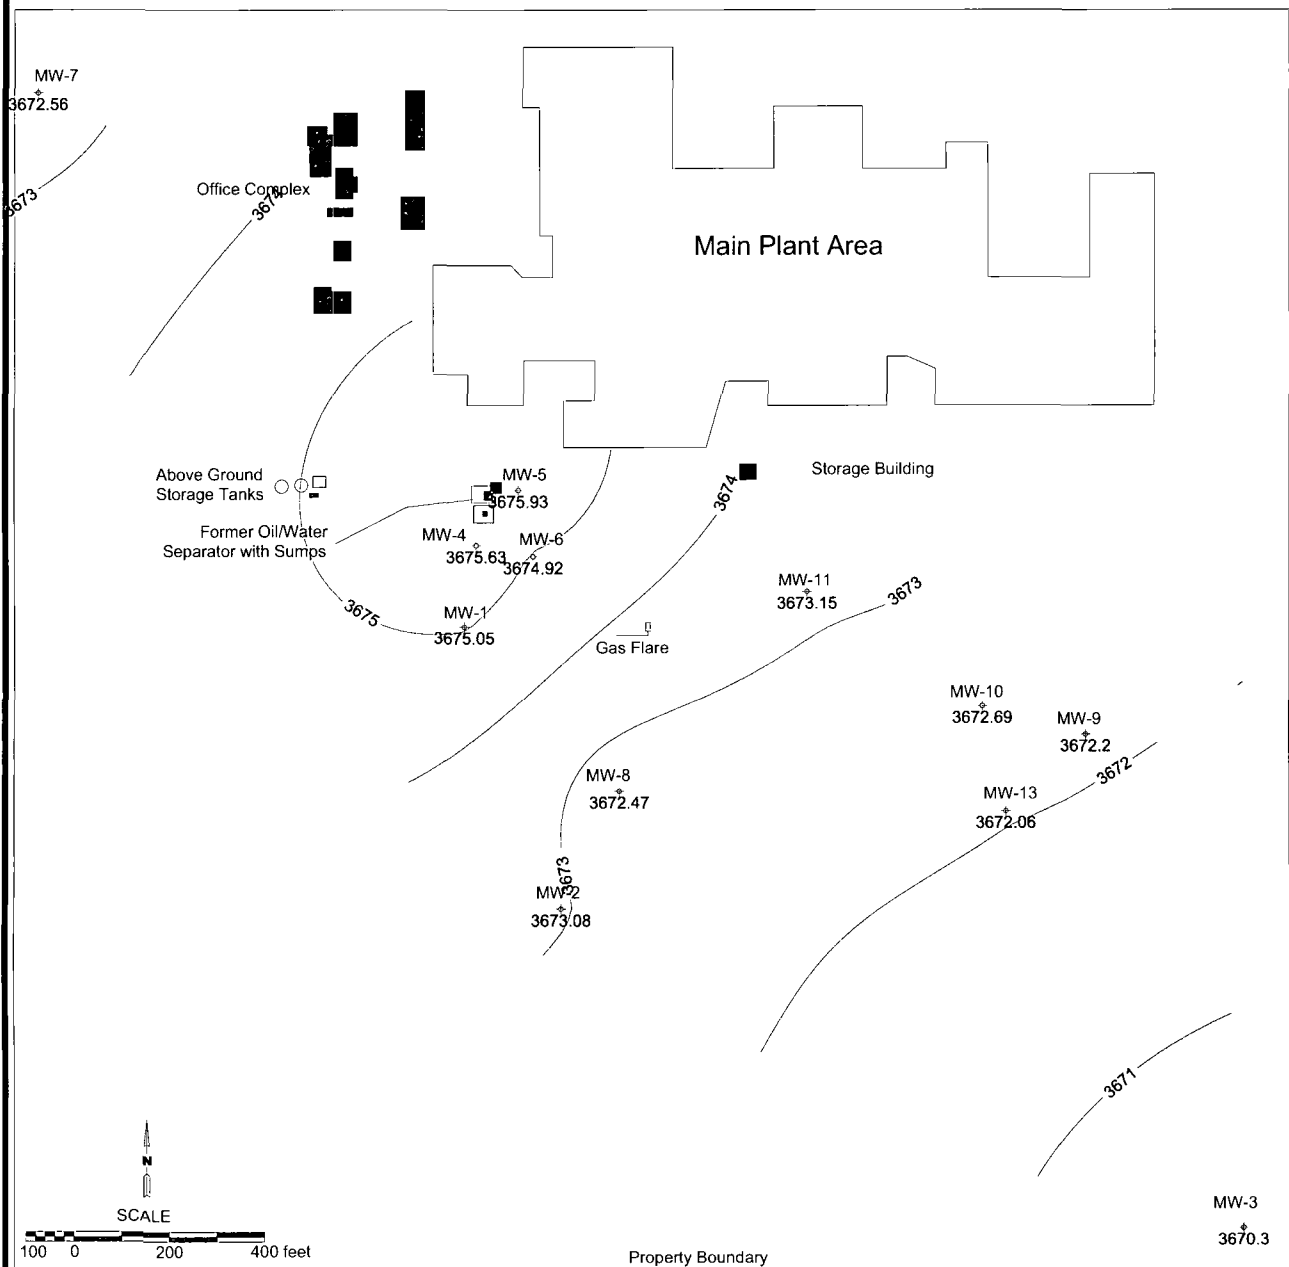 MW-7
3672.56
3673
Office Complex
3674
Main Plant Area
Above Ground
Storage Tanks
Former Oil/Water
Separator with Sumps
MW-5
3675.93
MW-4
3675.63
MW-6
3674.92
3675
MW-1
3675.05
3674
Storage Building
MW-11
3673.15
3673
Gas Flare
MW-10
3672.69
MW-9
3672.2
3672
MW-8
3672.47
MW-13
3672.06
3673
MW-2
3673.08
3671
N
SCALE
100 0 200 400 feet
Property Boundary
MW-3
3670.3